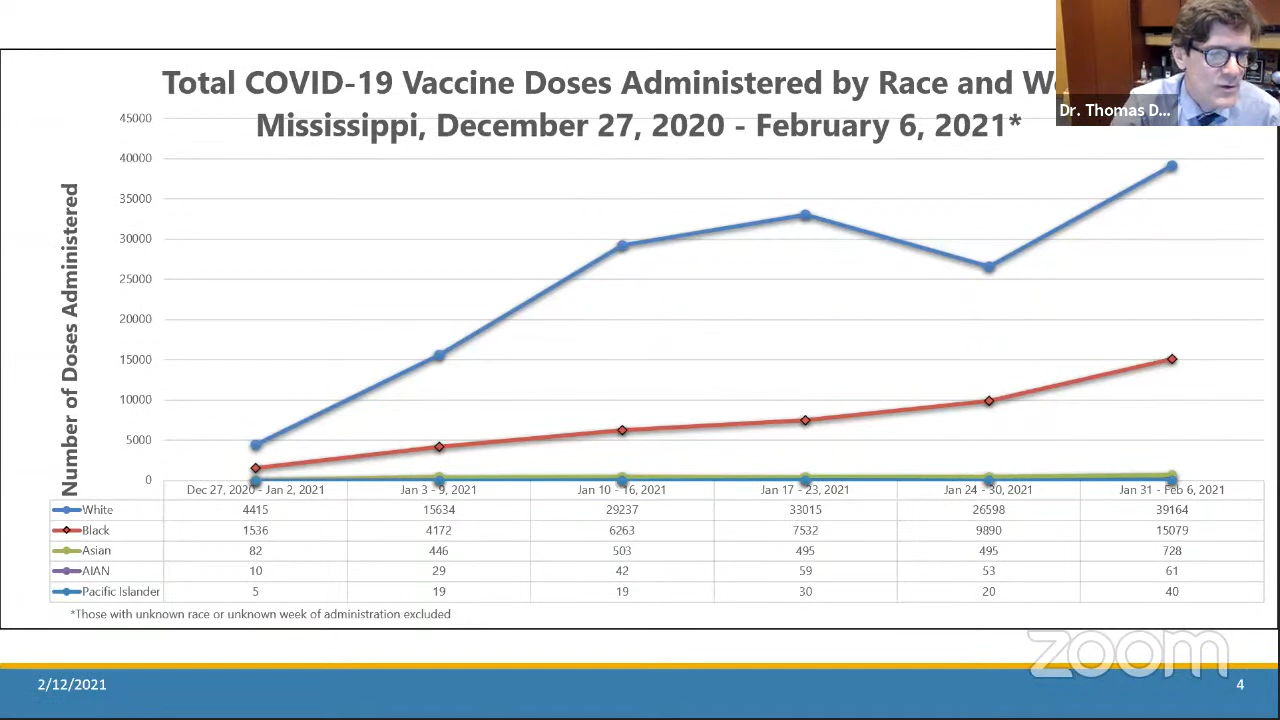 Total COVID-19 Vaccine Doses Administered by Race and
Mississippi, December 27, 2020 - February 6, 2021*
Dr. Thomas D...
Number of Doses Administered
45000
40000
35000
30000
25000
20000
15000
10000
5000
0
Dec 27, 2020 - Jan 2, 2021 Jan 3 - 9, 2021 Jan 10 - 16, 2021 Jan 17 - 23, 2021 Jan 24 - 30, 2021 Jan 31 - Feb 6, 2021
White 4415 15634 29237 33015 26598 39164
Black 1536 4172 6263 7532 9890 15079
Asian 82 446 503 495 495 728
AIAN 10 29 42 59 53 61
Pacific Islander 5 19 19 30 20 40
*Those with unknown race or unknown week of administration excluded
zoom
2/12/2021 4